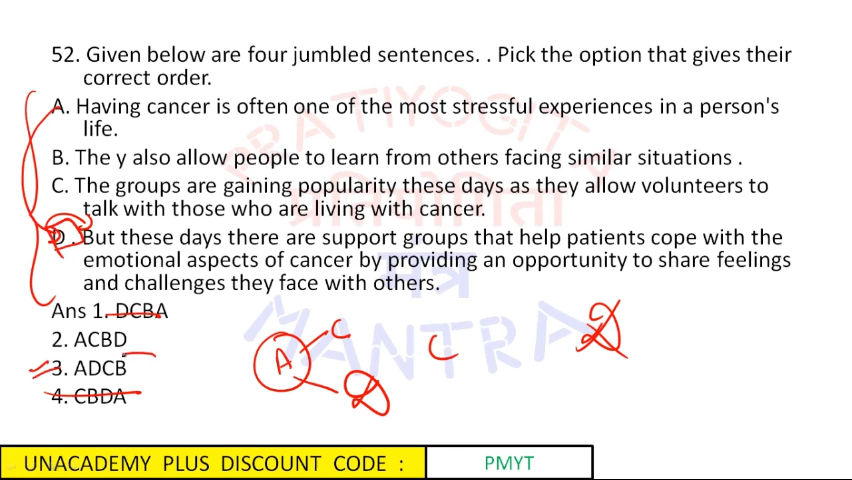 52. Given below are four jumbled sentences. . Pick the option that gives their
correct order.
A. Having cancer is often one of the most stressful experiences in a person's
life.
B. The y also allow people to learn from others facing similar situations .
C. The groups are gaining popularity these days as they allow volunteers to
talk with those who are living with cancer.
D . But these days there are support groups that help patients cope with the
emotional aspects of cancer by providing an opportunity to share feelings
and challenges they face with others.
Ans 1. DCBA
2. ACBD
3. ADCB
4. CBDA
A
C
D
C
D
PRATIYOGITA
प्रतियोगिता
मंत्र
MANTRA
UNACADEMY PLUS DISCOUNT CODE :
PMYT